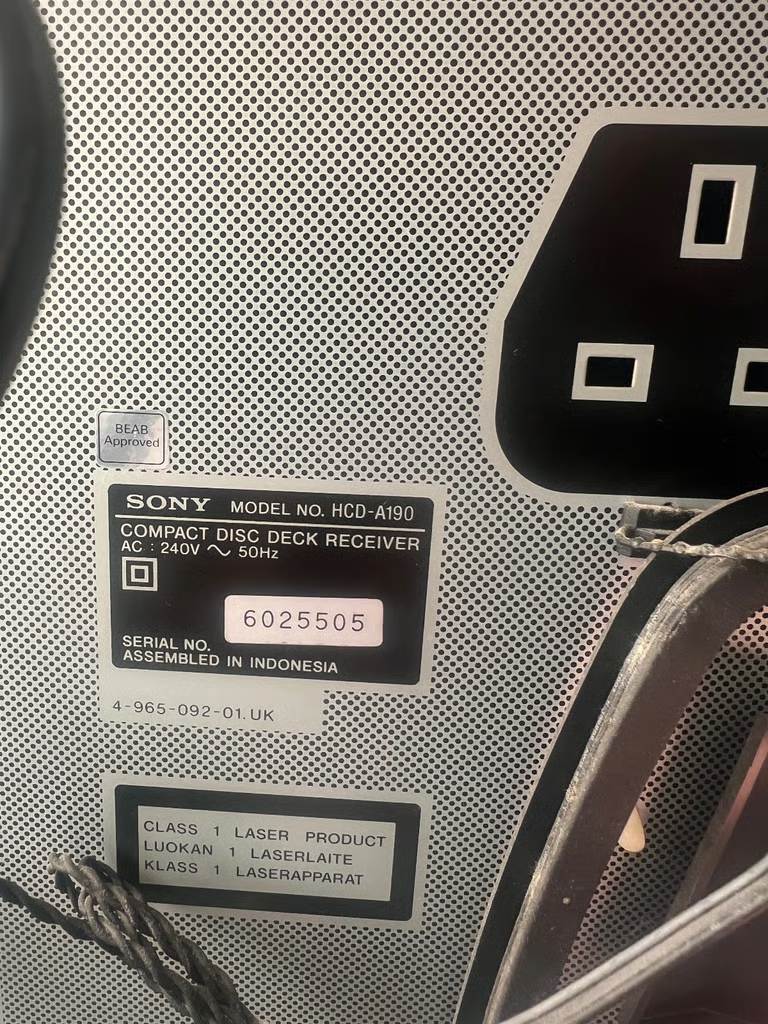 BEAB
Approved
SONY MODEL NO. HCD-A190
COMPACT DISC DECK RECEIVER
AC : 240V ~ 50Hz
6025505
SERIAL NO.
ASSEMBLED IN INDONESIA
4-965-092-01.UK
CLASS 1 LASER PRODUCT
LUOKAN 1 LASERLAITE
KLASS 1 LASERAPPARAT